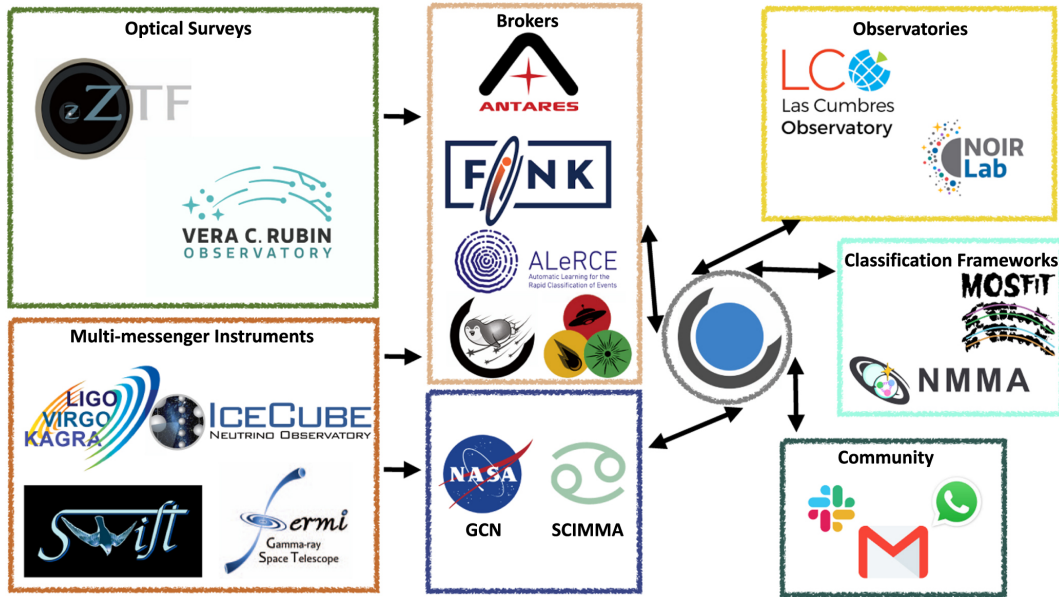 Optical Surveys
z ZTF
VERA C. RUBIN
OBSERVATORY
Multi-messenger Instruments
LIGO
VIRGO
KAGRA
ICECUBE
NEUTRINO OBSERVATORY
Swift
Fermi
Gamma-ray
Space Telescope
Brokers
ANTARES
FINK
ALeRCE
Automatic Learning for the
Rapid Classification of Events
NASA
GCN
SCIMMA
Observatories
LCO
Las Cumbres
Observatory
NOIR
Lab
Classification Frameworks
MOSFiT
NMMA
Community